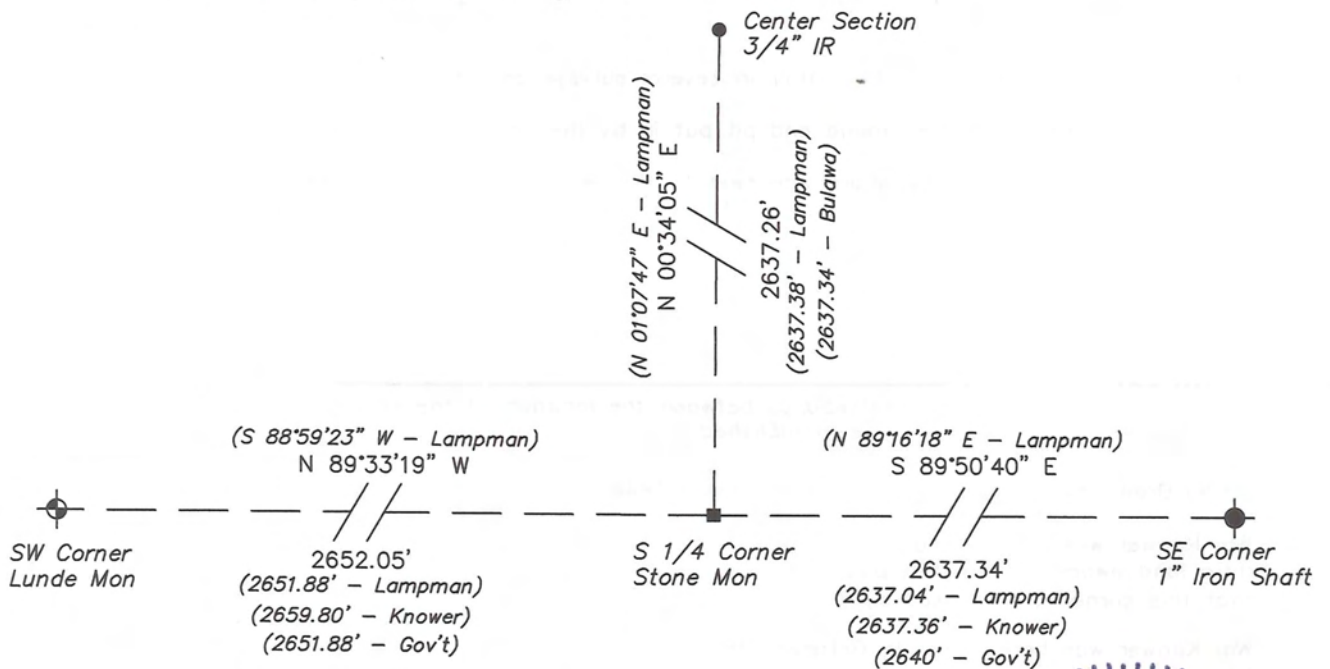 Center Section
3/4" IR
(N 01°07'47" E – Lampman)
N 00°34'05" E
2637.26'
(2637.38' – Lampman)
(2637.34' – Bulawa)
(S 88°59'23" W – Lampman)
N 89°33'19" W
(N 89°16'18" E – Lampman)
S 89°50'40" E
SW Corner
Lunde Mon
2652.05'
(2651.88' – Lampman)
(2659.80' – Knower)
(2651.88' – Gov't)
S 1/4 Corner
Stone Mon
2637.34'
(2637.04' – Lampman)
(2637.36' – Knower)
(2640' – Gov't)
SE Corner
1" Iron Shaft